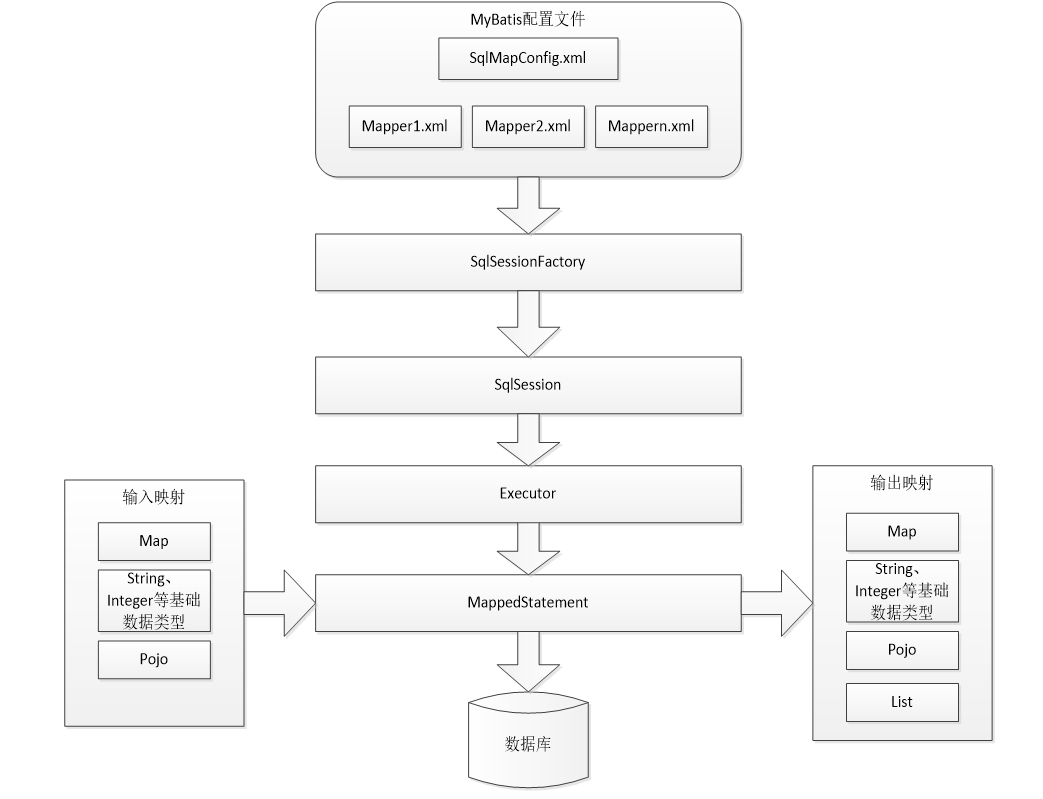 MyBatis配置文件
SqlMapConfig.xml
Mapper1.xml
Mapper2.xml
Mappern.xml
SqlSessionFactory
SqlSession
Executor
输入映射
Map
String、
Integer等基础
数据类型
Pojo
MappedStatement
输出映射
Map
String、
Integer等基础
数据类型
Pojo
List
数据库